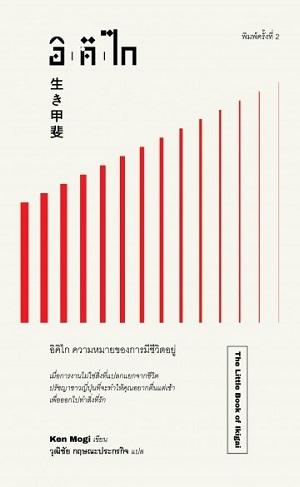 พิมพ์ครั้งที่ 2
อิคิไก
生き甲斐
อิคิไก ความหมายของการมีชีวิตอยู่
เมื่อการงานไม่ใช่สิ่งที่แปลกแยกจากชีวิต
ปรัชญาชาวญี่ปุ่นที่จะทำให้คุณอยากตื่นแต่เช้า
เพื่อออกไปทำสิ่งที่รัก
The Little Book of Ikigai
Ken Mogi เขียน
วุฒิชัย กฤษณะประกรกิจ แปล